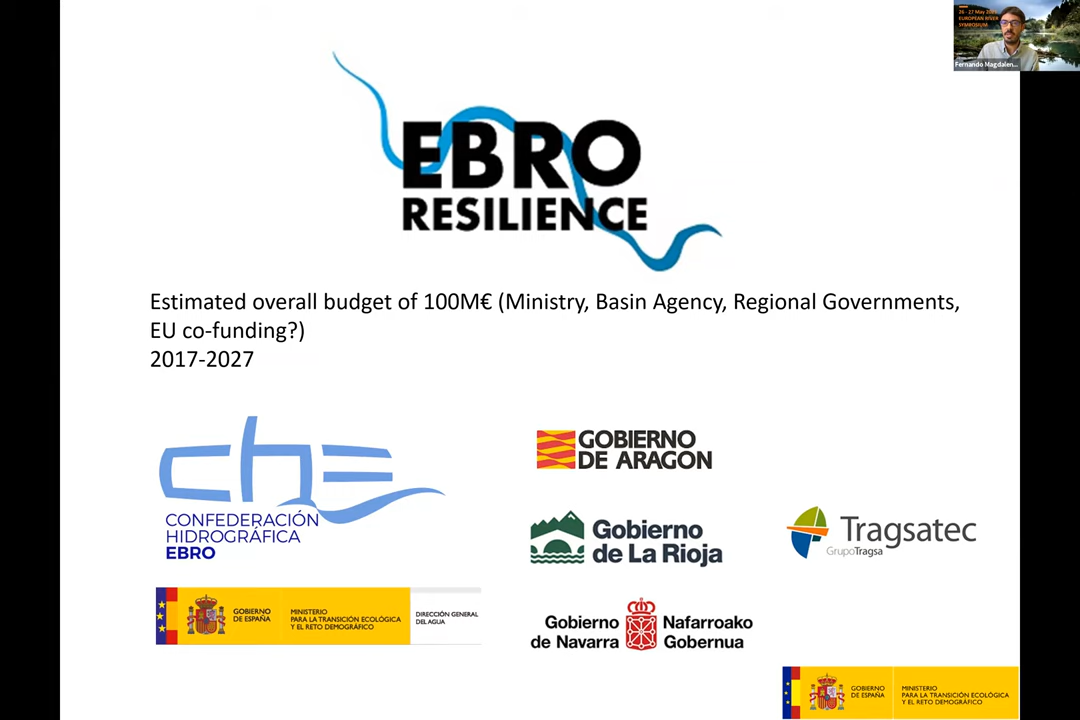 26 - 27 May 2021
EUROPEAN RIVER
SYMPOSIUM
Fernando Magdalen...
EBRO
RESILIENCE
Estimated overall budget of 100M€ (Ministry, Basin Agency, Regional Governments,
EU co-funding?)
2017-2027
che
CONFEDERACIÓN
HIDROGRÁFICA
EBRO
GOBIERNO
DE ESPAÑA
MINISTERIO
PARA LA TRANSICIÓN ECOLÓGICA
Y EL RETO DEMOGRÁFICO
DIRECCIÓN GENERAL
DEL AGUA
GOBIERNO
DE ARAGON
Gobierno
de La Rioja
Gobierno
de Navarra
Nafarroako
Gobernua
Tragsatec
GrupoTragsa
GOBIERNO
DE ESPAÑA
MINISTERIO
PARA LA TRANSICIÓN ECOLÓGICA
Y EL RETO DEMOGRÁFICO